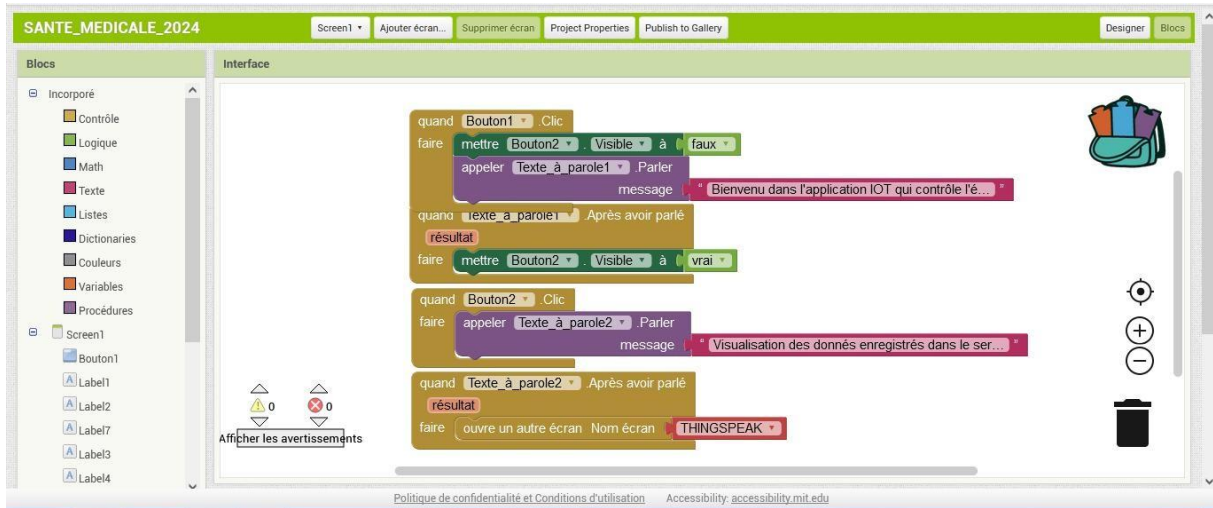 SANTE_MEDICALE_2024 Screen1 Ajouter écran... Supprimer écran Project Properties Publish to Gallery Designer Blocs
Blocs
Interface
Incorporé
Contrôle
Logique
Math
Texte
Listes
Dictionaries
Couleurs
Variables
Procédures
Screen1
Bouton1
Label1
Label2
Label7
Label3
Label4
quand Bouton1 .Clic
faire mettre Bouton2 . Visible à faux
appeler Texte_à_parole1 .Parler
message " Bienvenu dans l'application IOT qui contrôle l'é... "
quand Texte_à_parole1 .Après avoir parlé
résultat
faire mettre Bouton2 . Visible à vrai
quand Bouton2 .Clic
faire appeler Texte_à_parole2 .Parler
message " Visualisation des donnés enregistrés dans le ser... "
quand Texte_à_parole2 .Après avoir parlé
résultat
faire ouvre un autre écran Nom écran THINGSPEAK
0 0
Afficher les avertissements
Politique de confidentialité et Conditions d'utilisation Accessibility: accessibility.mit.edu